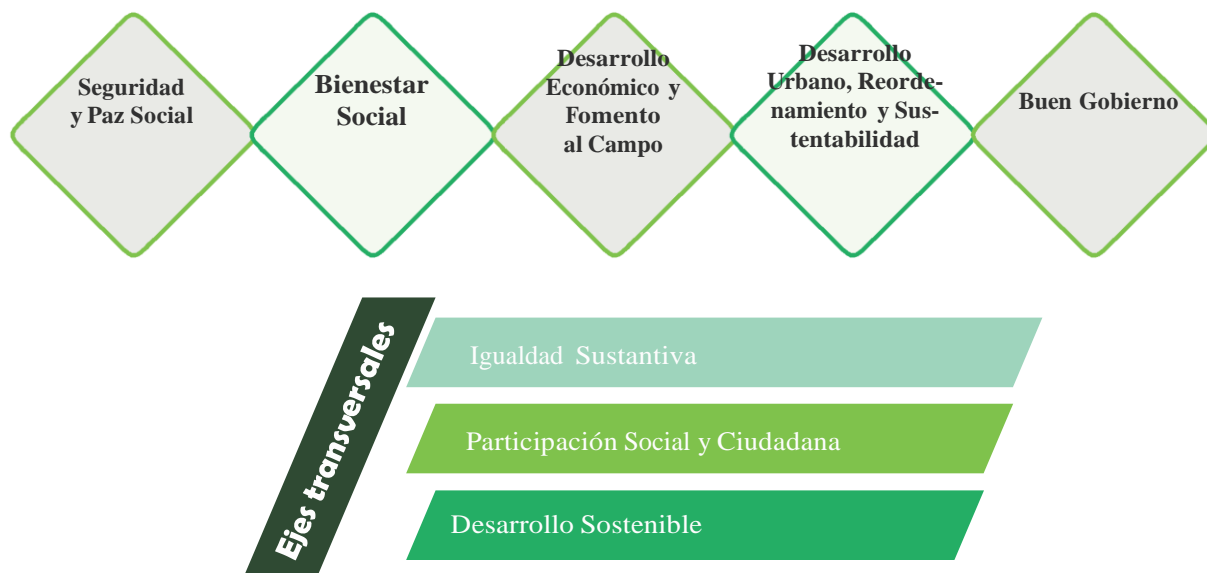 Seguridad
y Paz Social
Bienestar
Social
Desarrollo
Económico y
Fomento
al Campo
Desarrollo
Urbano, Reorde-
namiento y Sus-
tentabilidad
Buen Gobierno
Ejes transversales
Igualdad Sustantiva
Participación Social y Ciudadana
Desarrollo Sostenible